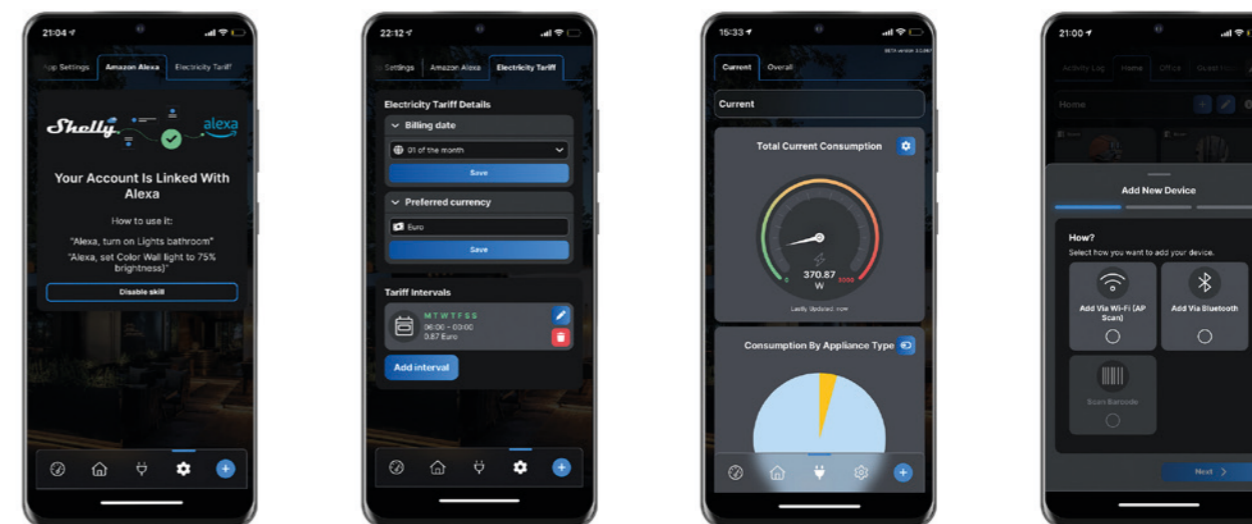 21:04
App Settings Amazon Alexa Electricity Tariff
Shelly alexa
Your Account Is Linked With
Alexa
How to use it:
"Alexa, turn on Lights bathroom"
"Alexa, set Color Wall light to 75%
brightness)"
Disable skill
22:12
Settings Amazon Alexa Electricity Tariff
Electricity Tariff Details
Billing date
01 of the month
Save
Preferred currency
Euro
Save
Tariff Intervals
M T W T F S S
06:00 - 00:00
0.87 Euro
Add interval
15:33
BETA version
Current Overall
Current
Total Current Consumption
370.87
W
0
Lastly Updated: now
Consumption By Appliance Type
21:00
Activity Log Home Office Guest
Home
Add New Device
How?
Select how you want to add your device.
Add Via Wi-Fi (AP
Scan)
Add Via Bluetooth
Scan Barcode
Next